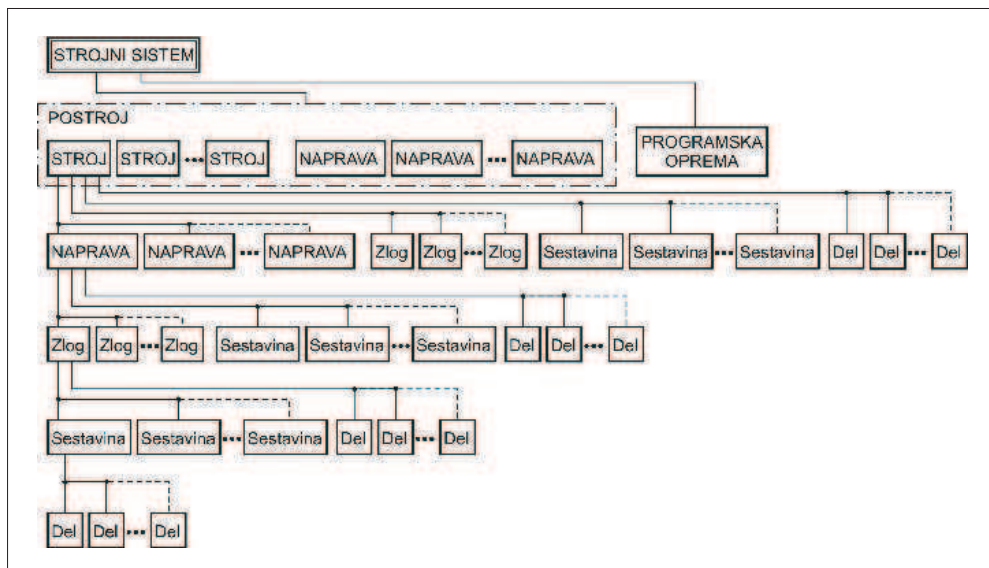 STROJNI SISTEM
POSTROJ
STROJ STROJ ••• STROJ NAPRAVA NAPRAVA ••• NAPRAVA
PROGRAMSKA
OPREMA
NAPRAVA NAPRAVA ••• NAPRAVA Zlog Zlog ••• Zlog Sestavina Sestavina ••• Sestavina Del Del ••• Del
Zlog Zlog ••• Zlog Sestavina Sestavina ••• Sestavina Del Del ••• Del
Sestavina Sestavina ••• Sestavina Del Del ••• Del
Del Del ••• Del